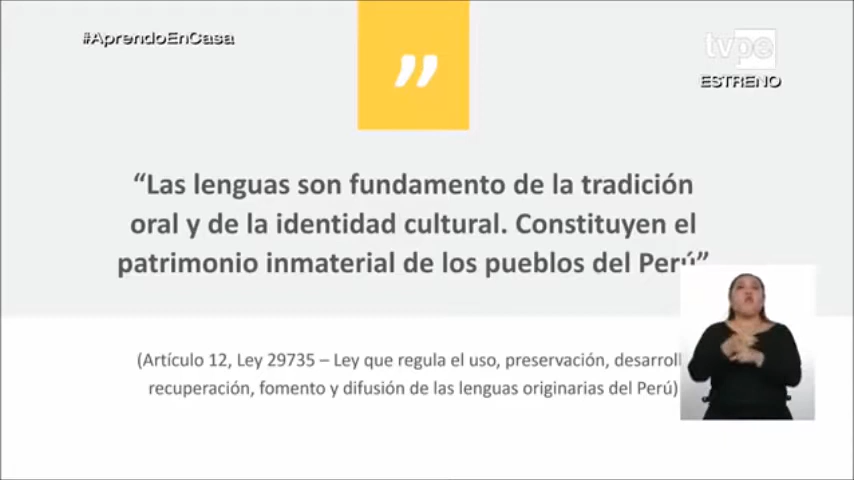 #AprendoEnCasa
tvpe
ESTRENO
”
“Las lenguas son fundamento de la tradición
oral y de la identidad cultural. Constituyen el
patrimonio inmaterial de los pueblos del Perú”
(Artículo 12, Ley 29735 – Ley que regula el uso, preservación, desarroll
recuperación, fomento y difusión de las lenguas originarias del Perú)